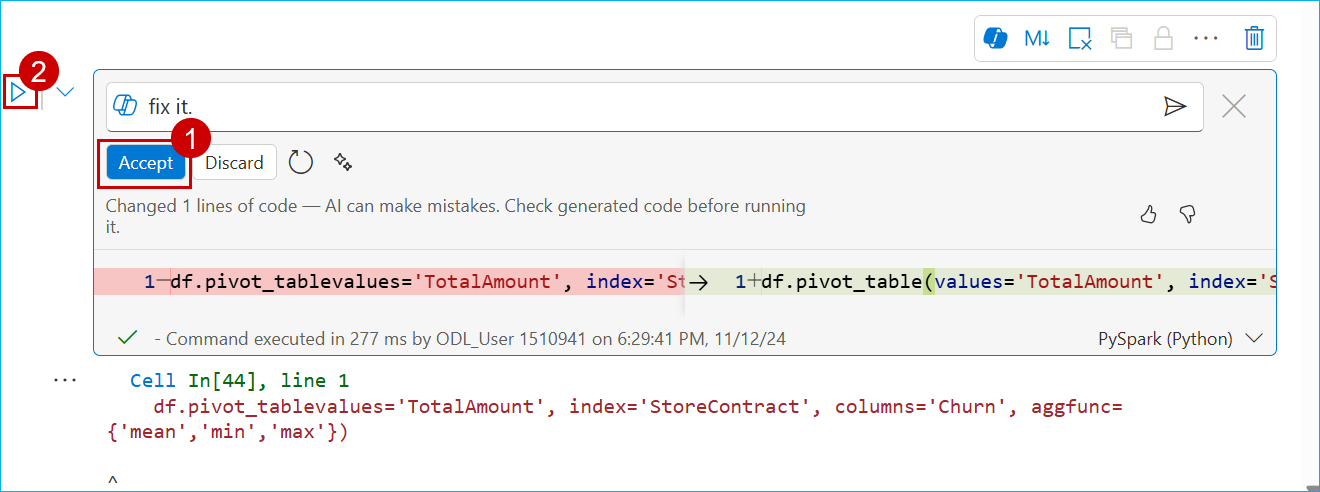 M↓
2
fix it.
1
Accept Discard
Changed 1 lines of code — AI can make mistakes. Check generated code before running
it.
1—df.pivot_tablevalues='TotalAmount', index='St → 1+df.pivot_table(values='TotalAmount', index='S
- Command executed in 277 ms by ODL_User 1510941 on 6:29:41 PM, 11/12/24 PySpark (Python)
Cell In[44], line 1
df.pivot_tablevalues='TotalAmount', index='StoreContract', columns='Churn', aggfunc=
{'mean','min','max'})
^